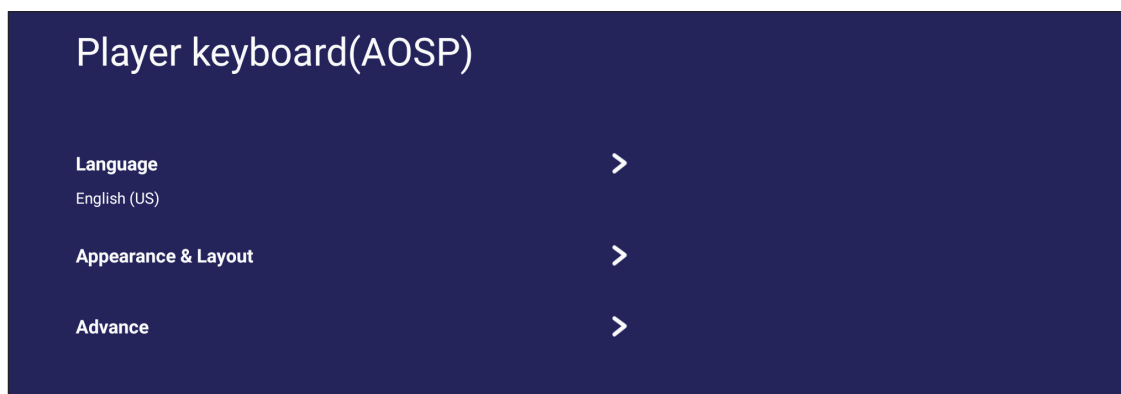 Player keyboard(AOSP)
Language
English (US)
Appearance & Layout
Advance